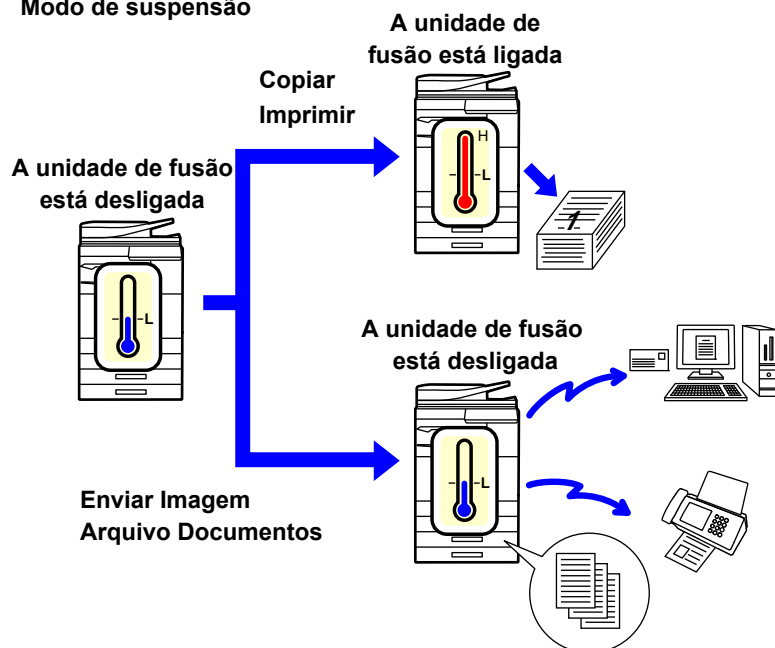 Modo de suspensão
A unidade de
fusão está ligada
Copiar
Imprimir
H
L
1
A unidade de fusão
está desligada
L
A unidade de fusão
está desligada
L
Enviar Imagem
Arquivo Documentos